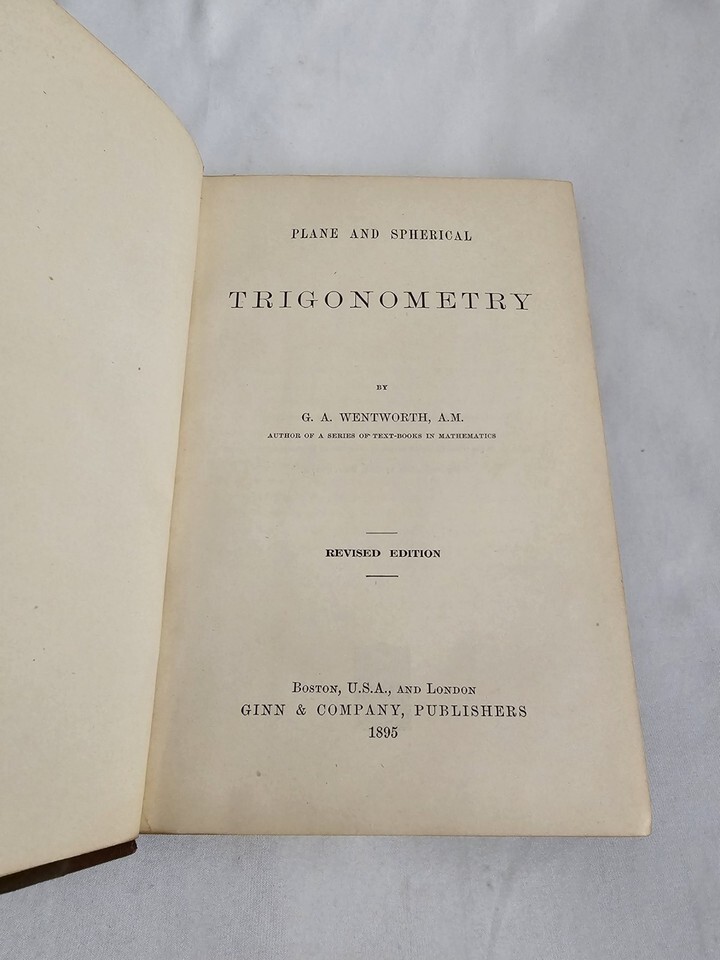 PLANE AND SPHERICAL
TRIGONOMETRY
BY
G. A. WENTWORTH, A.M.
AUTHOR OF A SERIES OF TEXT-BOOKS IN MATHEMATICS
REVISED EDITION
BOSTON, U.S.A., AND LONDON
GINN & COMPANY, PUBLISHERS
1895